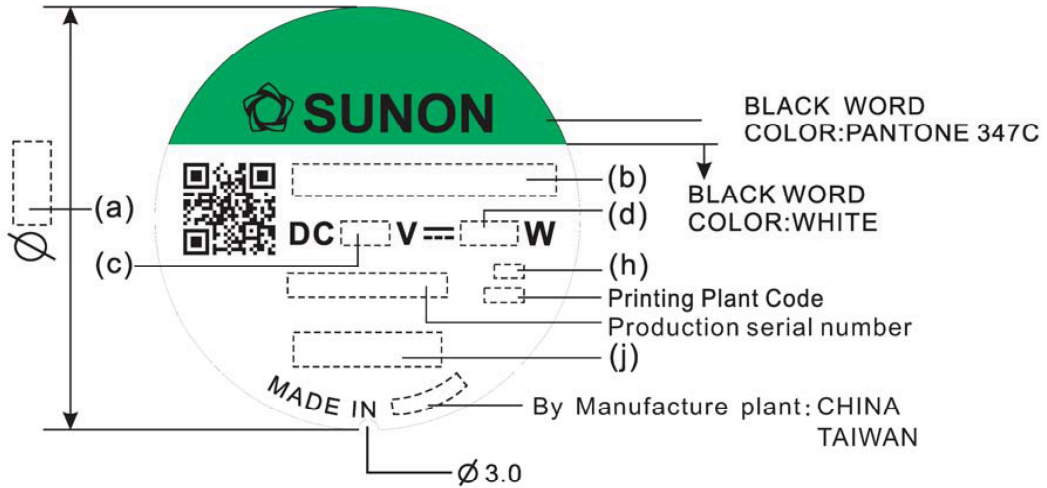 SUNON
BLACK WORD
COLOR:PANTONE 347C
(a)
(b)
BLACK WORD
COLOR:WHITE
(d)
DC V W
(c)
(h)
Printing Plant Code
Production serial number
(j)
MADE IN
By Manufacture plant: CHINA
TAIWAN
Ø
Ø 3.0